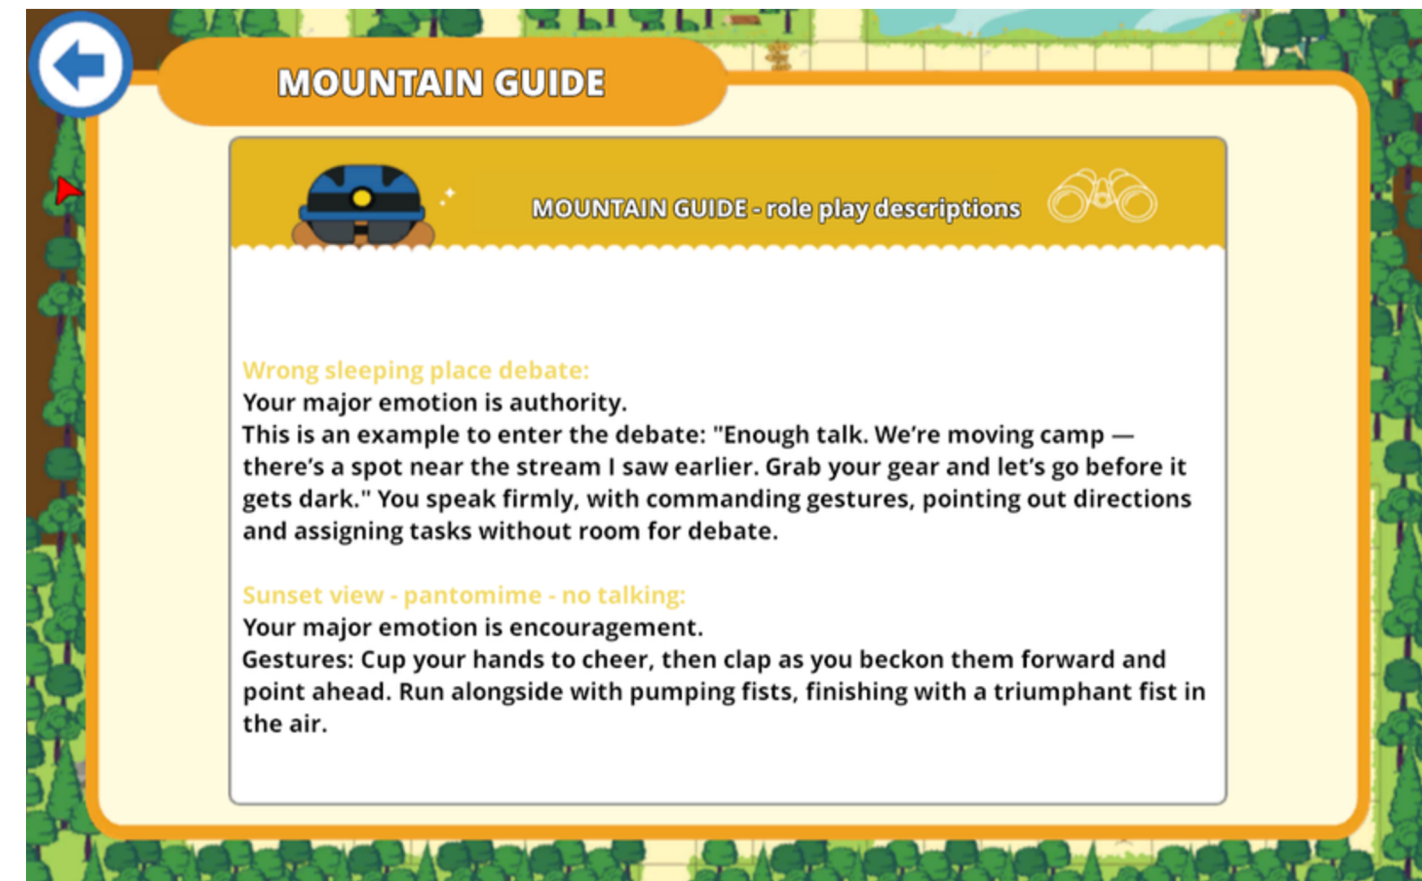 MOUNTAIN GUIDE
MOUNTAIN GUIDE - role play descriptions
Wrong sleeping place debate:
Your major emotion is authority.
This is an example to enter the debate: "Enough talk. We’re moving camp —
there’s a spot near the stream I saw earlier. Grab your gear and let’s go before it
gets dark." You speak firmly, with commanding gestures, pointing out directions
and assigning tasks without room for debate.
Sunset view - pantomime - no talking:
Your major emotion is encouragement.
Gestures: Cup your hands to cheer, then clap as you beckon them forward and
point ahead. Run alongside with pumping fists, finishing with a triumphant fist in
the air.